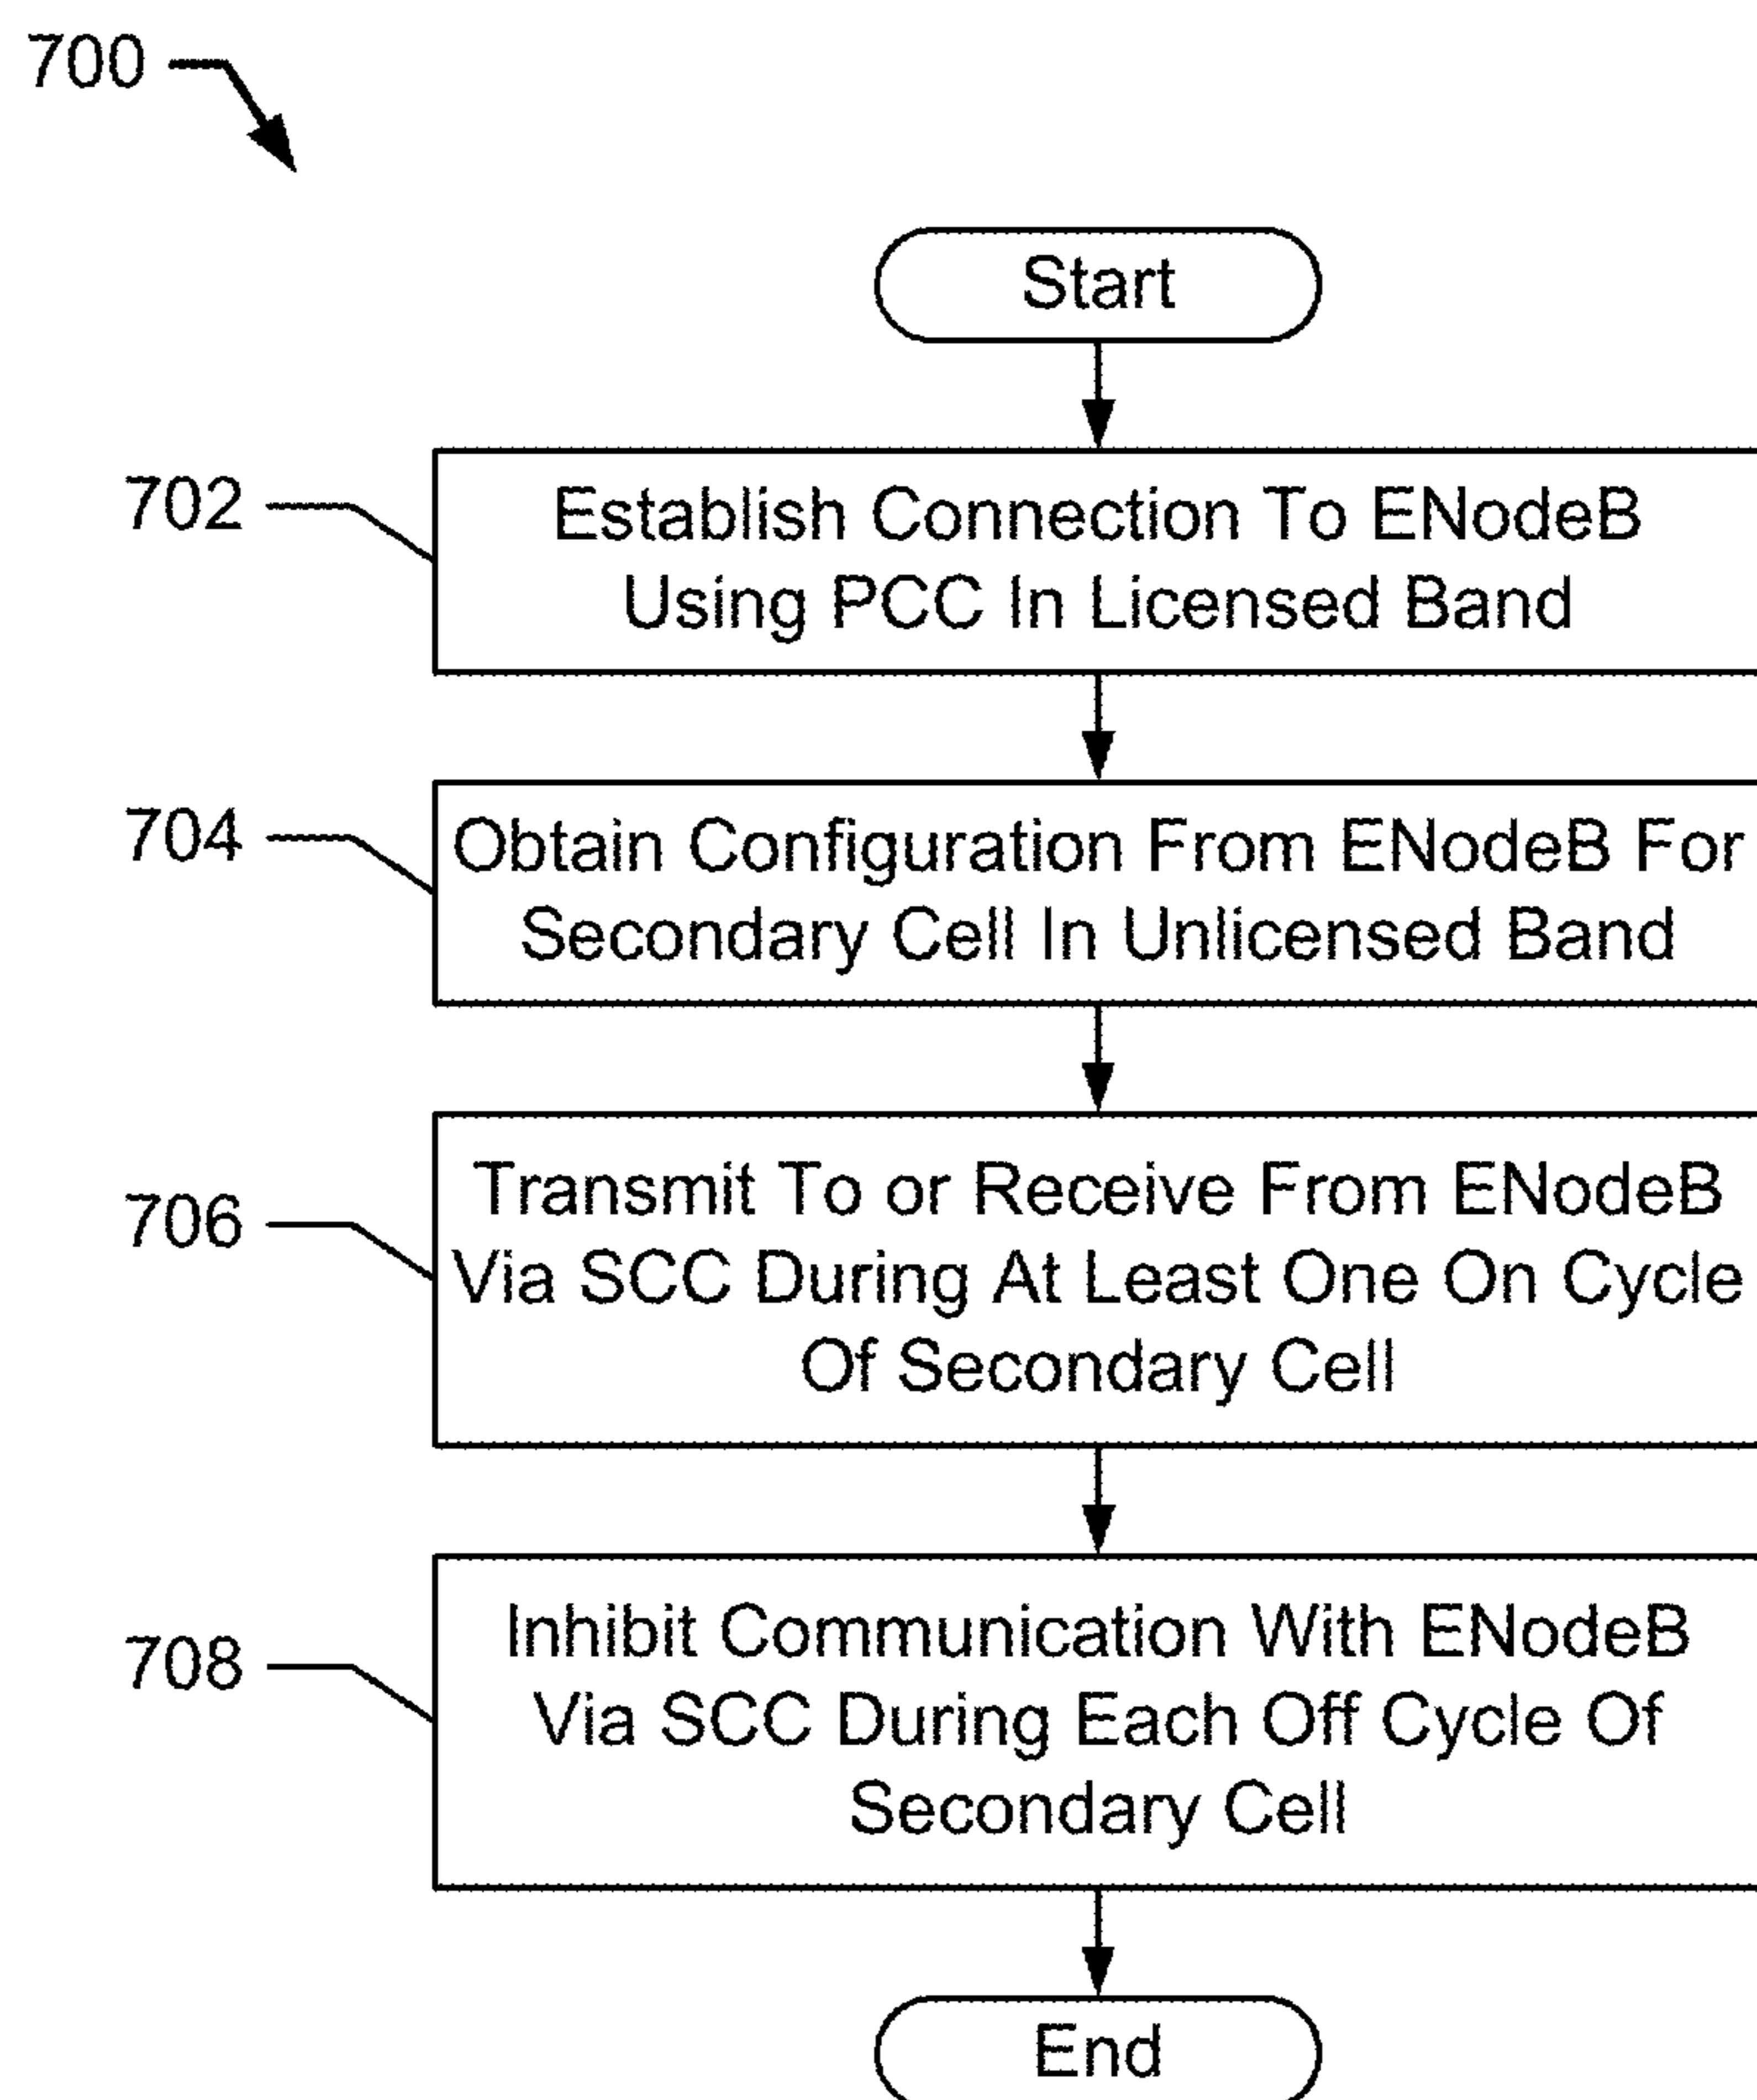 700
Start
702
Establish Connection To ENodeB
Using PCC In Licensed Band
704
Obtain Configuration From ENodeB For
Secondary Cell In Unlicensed Band
706
Transmit To or Receive From ENodeB
Via SCC During At Least One On Cycle
Of Secondary Cell
708
Inhibit Communication With ENodeB
Via SCC During Each Off Cycle Of
Secondary Cell
End